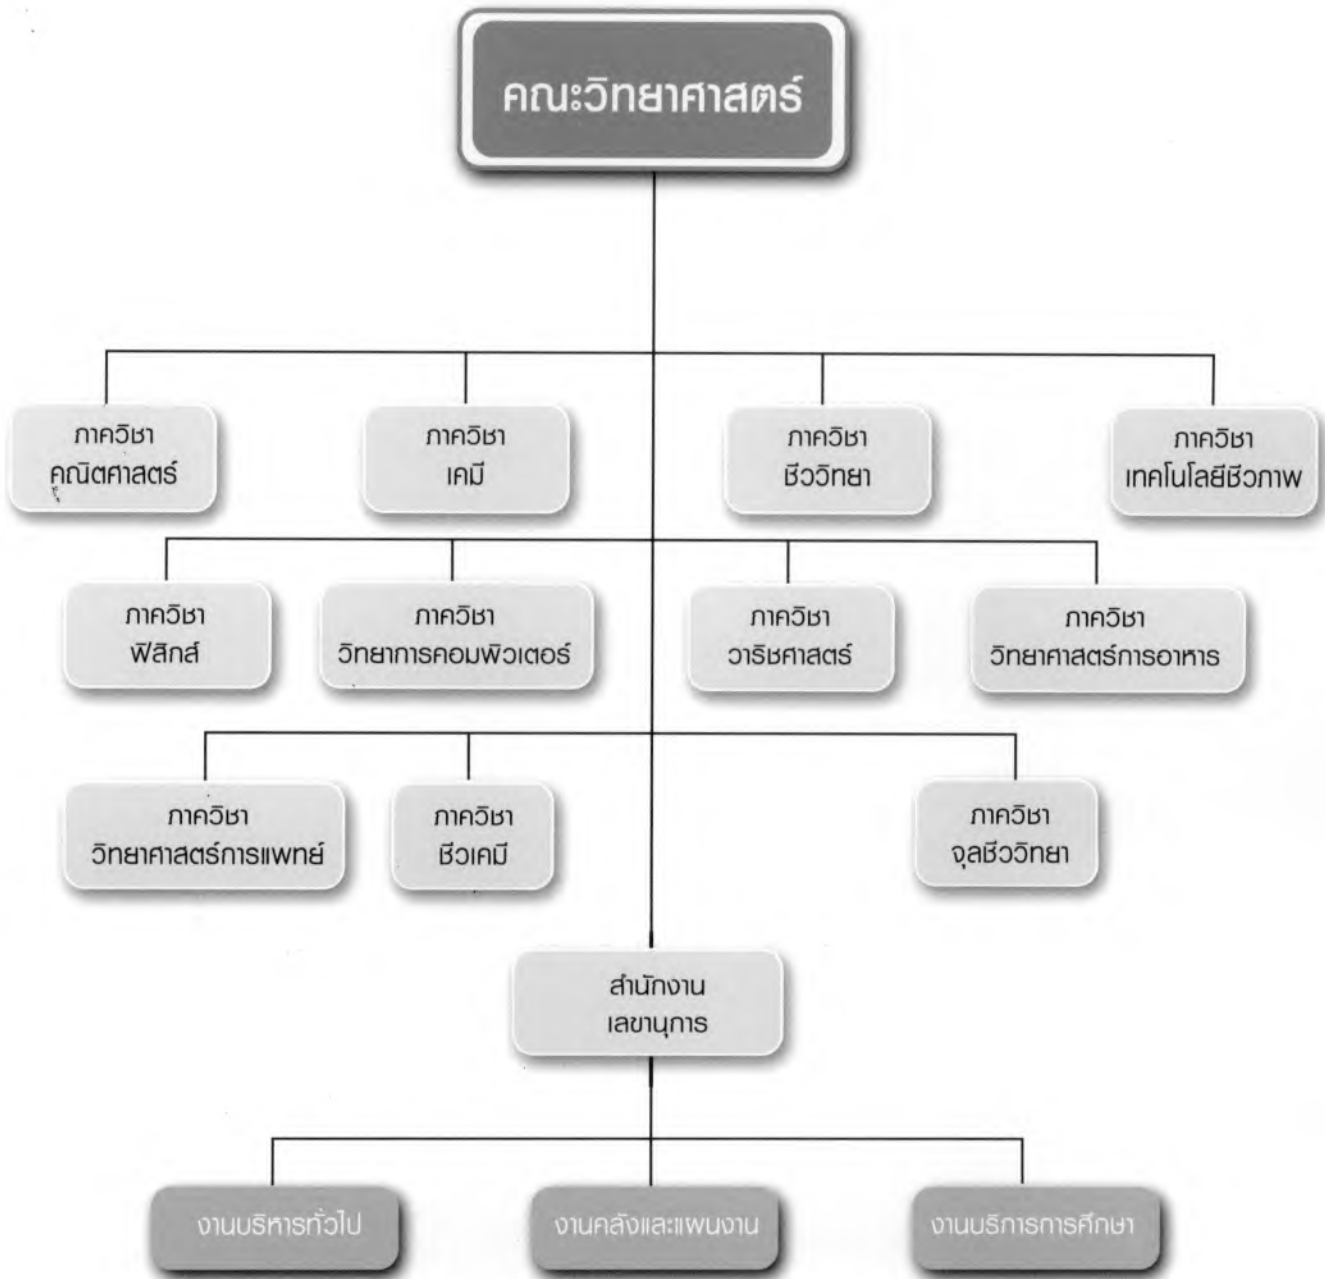 คณะวิทยาศาสตร์
ภาควิชา
คณิตศาสตร์
ภาควิชา
เคมี
ภาควิชา
ชีววิทยา
ภาควิชา
เทคโนโลยีชีวภาพ
ภาควิชา
ฟิสิกส์
ภาควิชา
วิทยาการคอมพิวเตอร์
ภาควิชา
วาริชศาสตร์
ภาควิชา
วิทยาศาสตร์การอาหาร
ภาควิชา
วิทยาศาสตร์การแพทย์
ภาควิชา
ชีวเคมี
ภาควิชา
จุลชีววิทยา
สำนักงาน
เลขานุการ
งานบริหารทั่วไป
งานคลังและแผนงาน
งานบริการการศึกษา